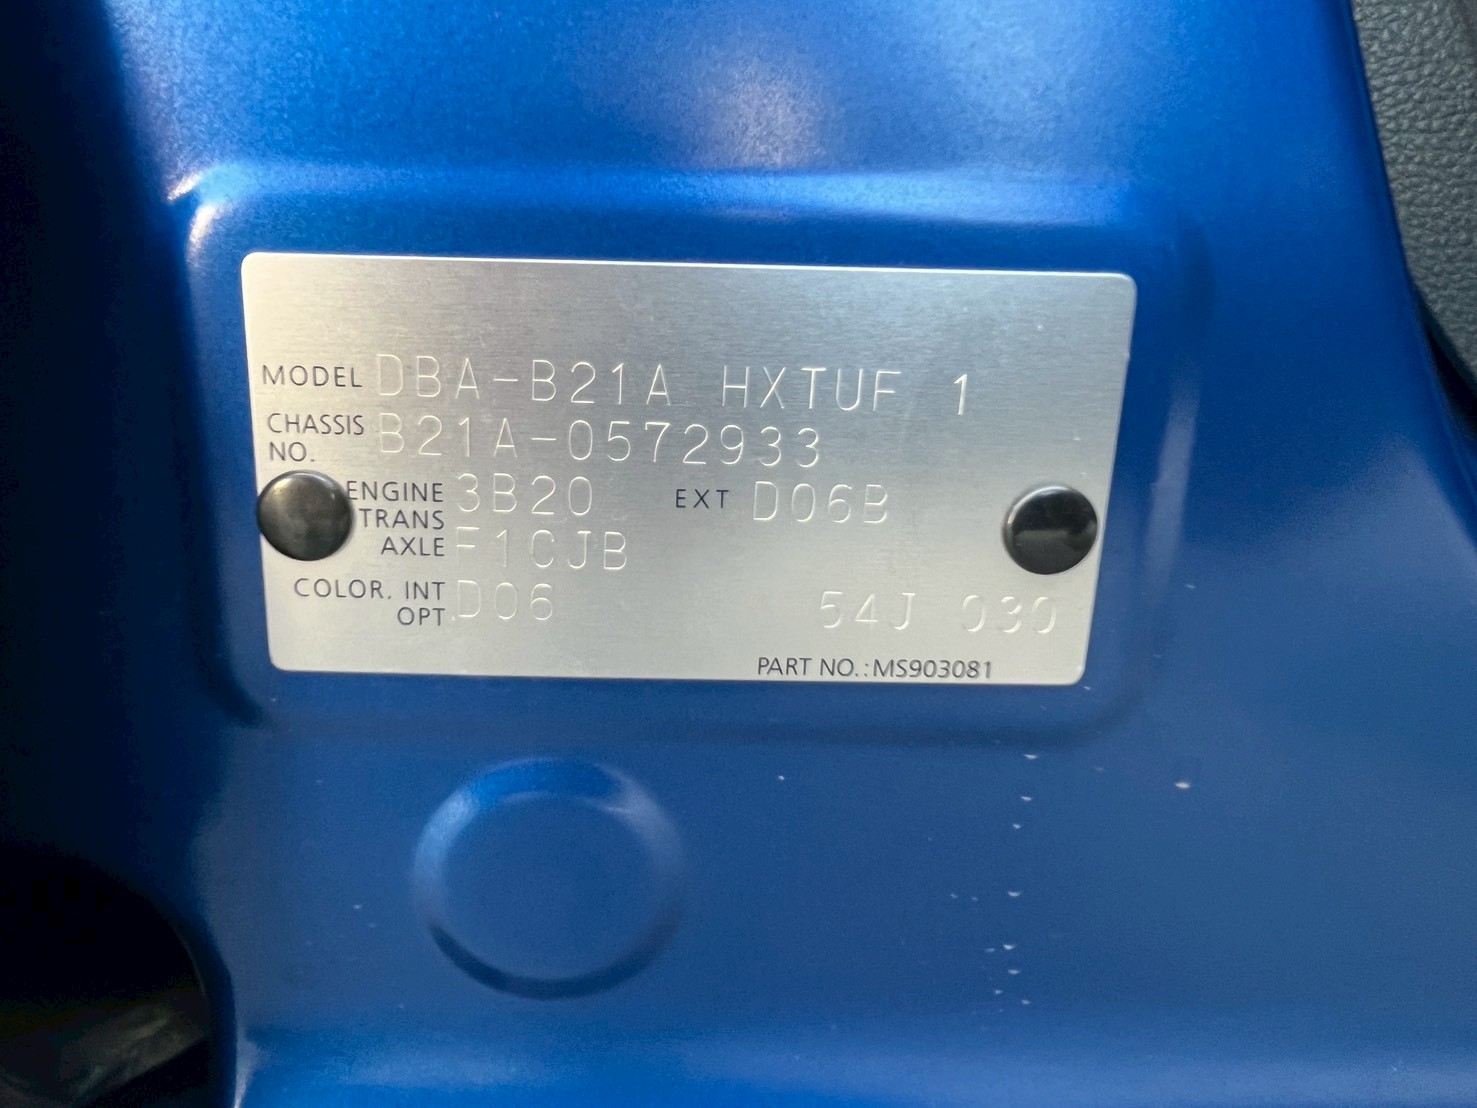 MODEL DBA-B21A HXTUF 1
CHASSIS NO. B21A-0572933
ENGINE 3B20 EXT D06B
TRANS AXLE F1CJB
COLOR. INT OPT. D06 54J 030
PART NO.:MS903081